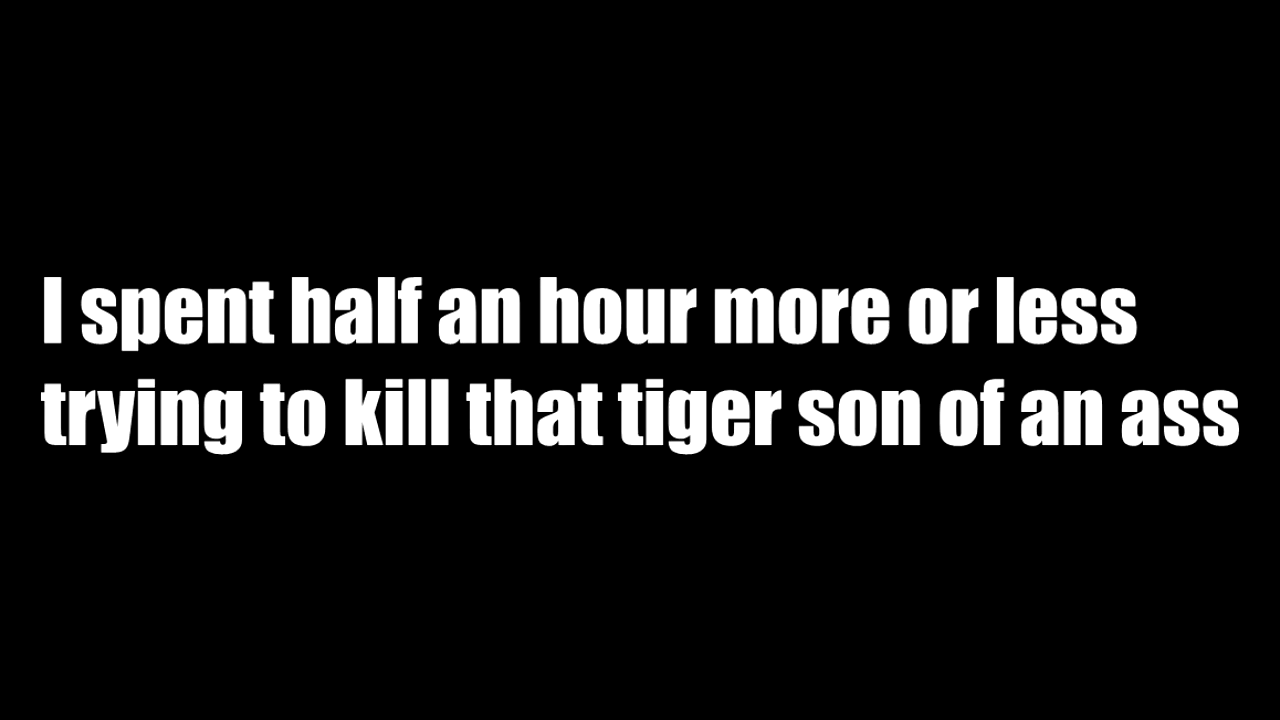 I spent half an hour more or less
trying to kill that tiger son of an ass